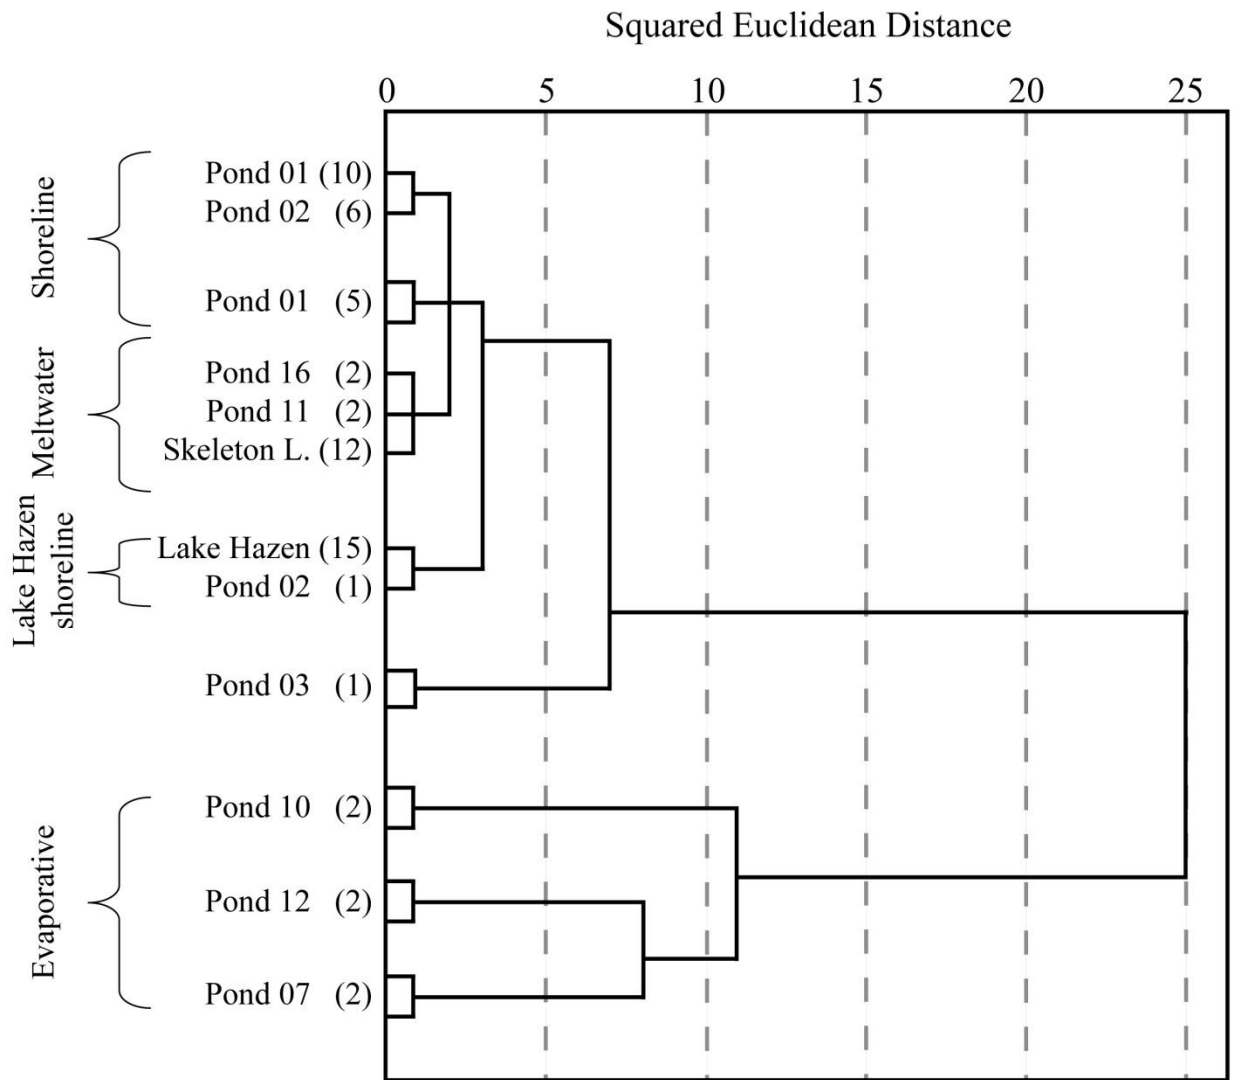 Squared Euclidean Distance
0 5 10 15 20 25
Shoreline
Pond 01 (10)
Pond 02 (6)
Pond 01 (5)
Meltwater
Pond 16 (2)
Pond 11 (2)
Skeleton L. (12)
Lake Hazen
shoreline
Lake Hazen (15)
Pond 02 (1)
Pond 03 (1)
Evaporative
Pond 10 (2)
Pond 12 (2)
Pond 07 (2)